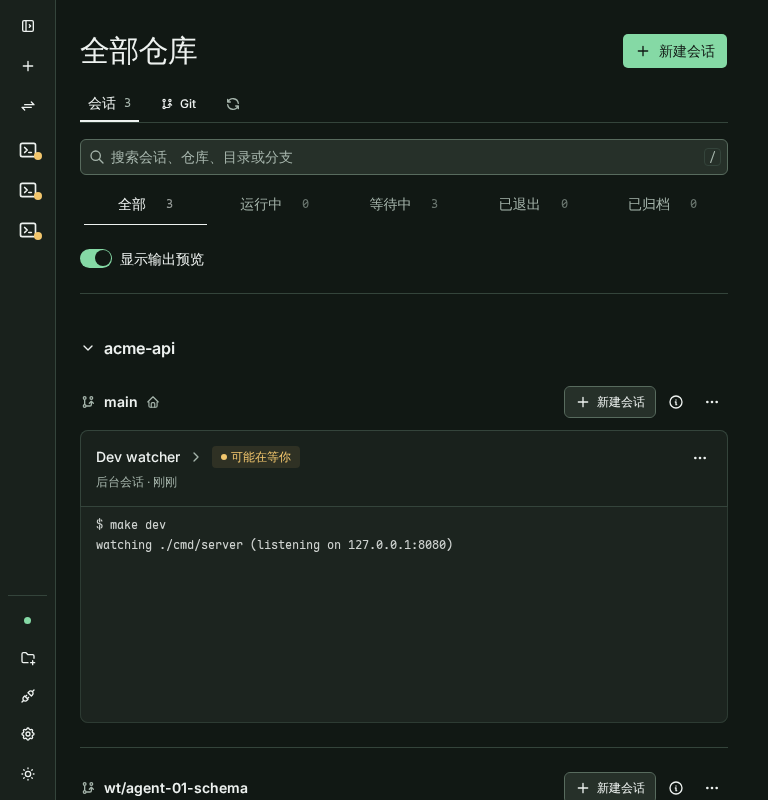 全部仓库
新建会话
会话 3 Git
搜索会话、仓库、目录或分支 /
全部 3 运行中 0 等待中 3 已退出 0 已归档 0
显示输出预览
acme-api
main 新建会话
Dev watcher 可能在等你
后台会话 · 刚刚
$ make dev
watching ./cmd/server (listening on 127.0.0.1:8080)
wt/agent-01-schema 新建会话